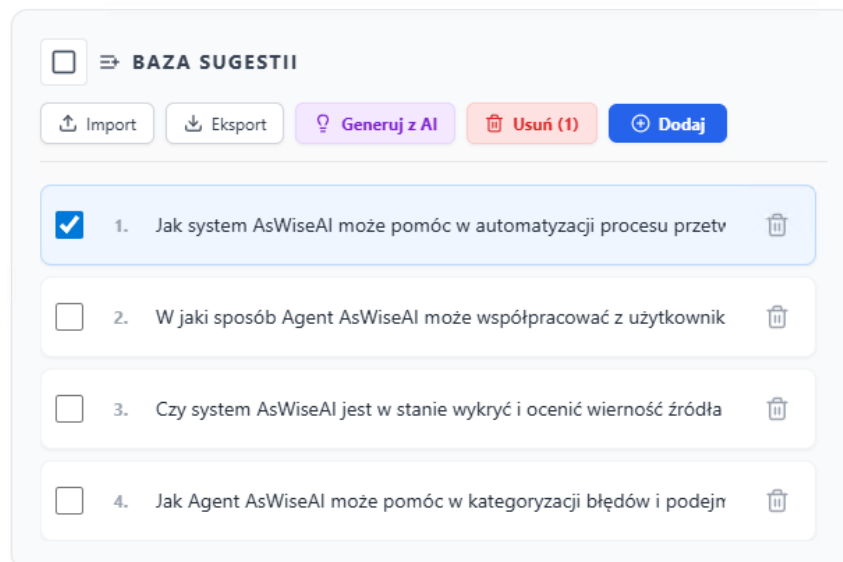 BAZA SUGESTII
Import Eksport Generuj z AI Usuń (1) Dodaj
1. Jak system AsWiseAI może pomóc w automatyzacji procesu
2. W jaki sposób Agent AsWiseAI może współpracować z użytkownik
3. Czy system AsWiseAI jest w stanie wykryć i ocenić wierność źródła
4. Jak Agent AsWiseAI może pomóc w kategoryzacji błędów i